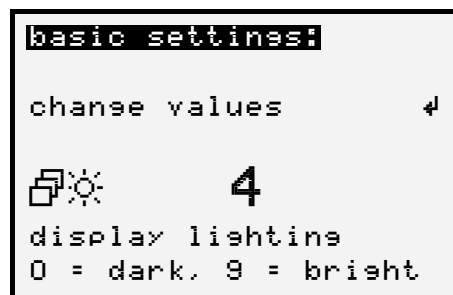 basic settings:
change values ↲
4
display lighting
0 = dark, 9 = bright